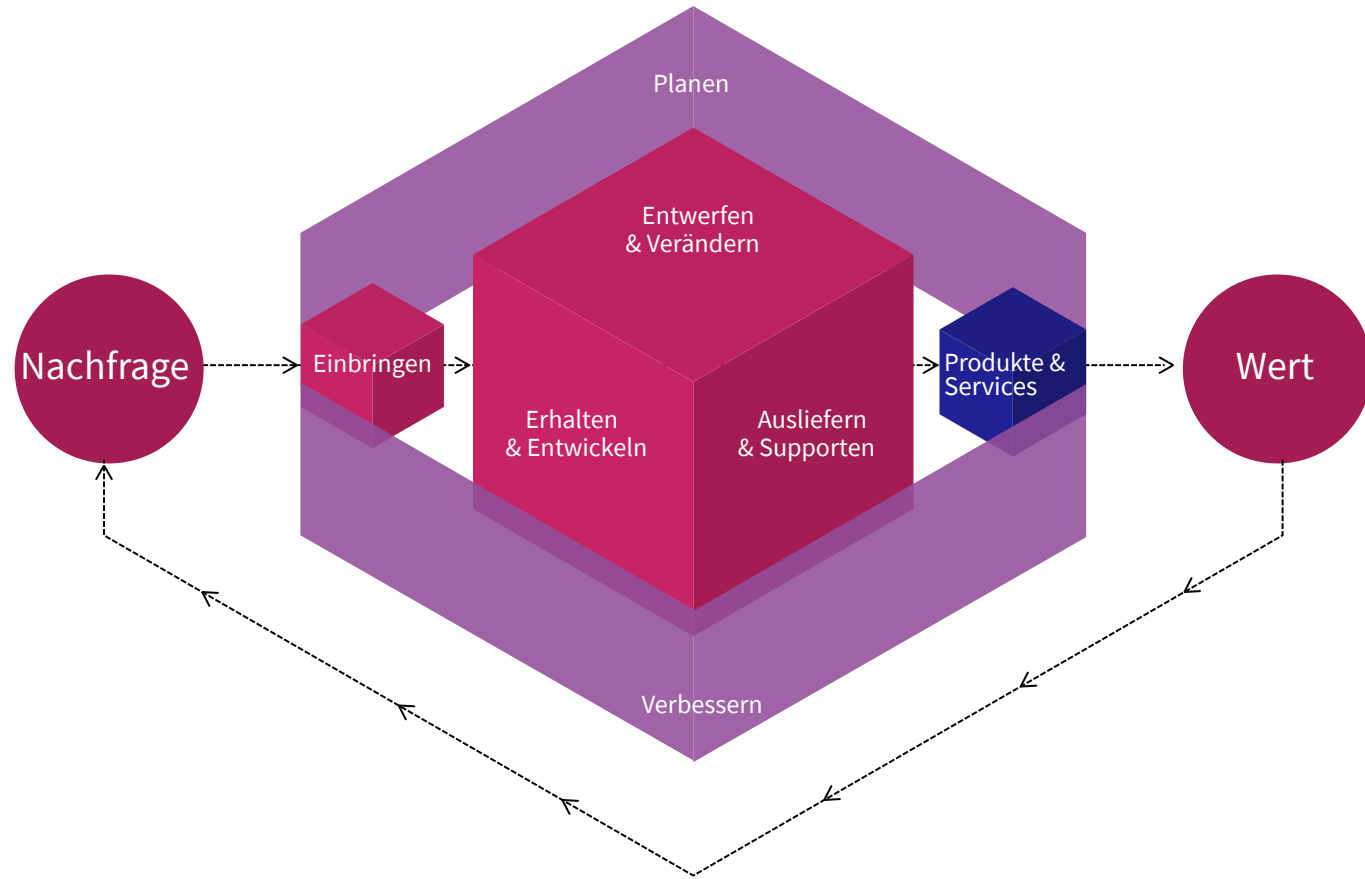 Planen
Entwerfen
& Verändern
Nachfrage
Einbringen
Produkte &
Services
Wert
Erhalten
& Entwickeln
Ausliefern
& Supporten
Verbessern